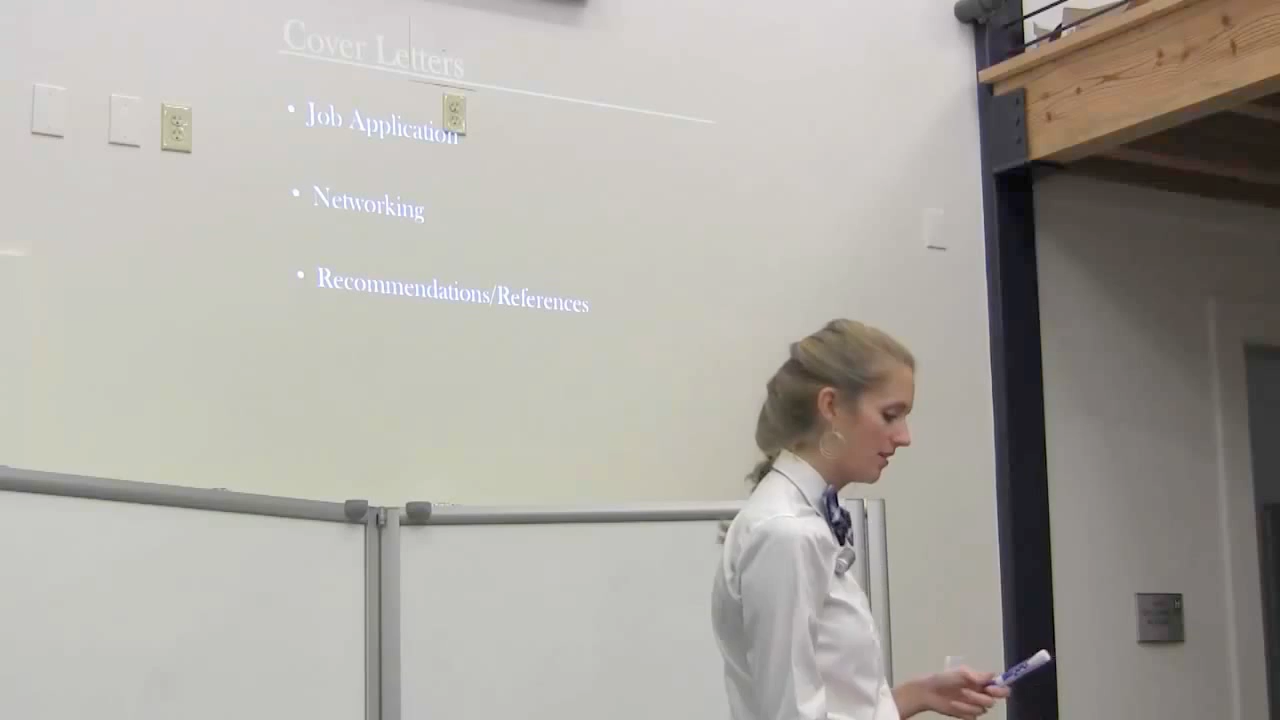 Cover Letters
• Job Application
• Networking
• Recommendations/References